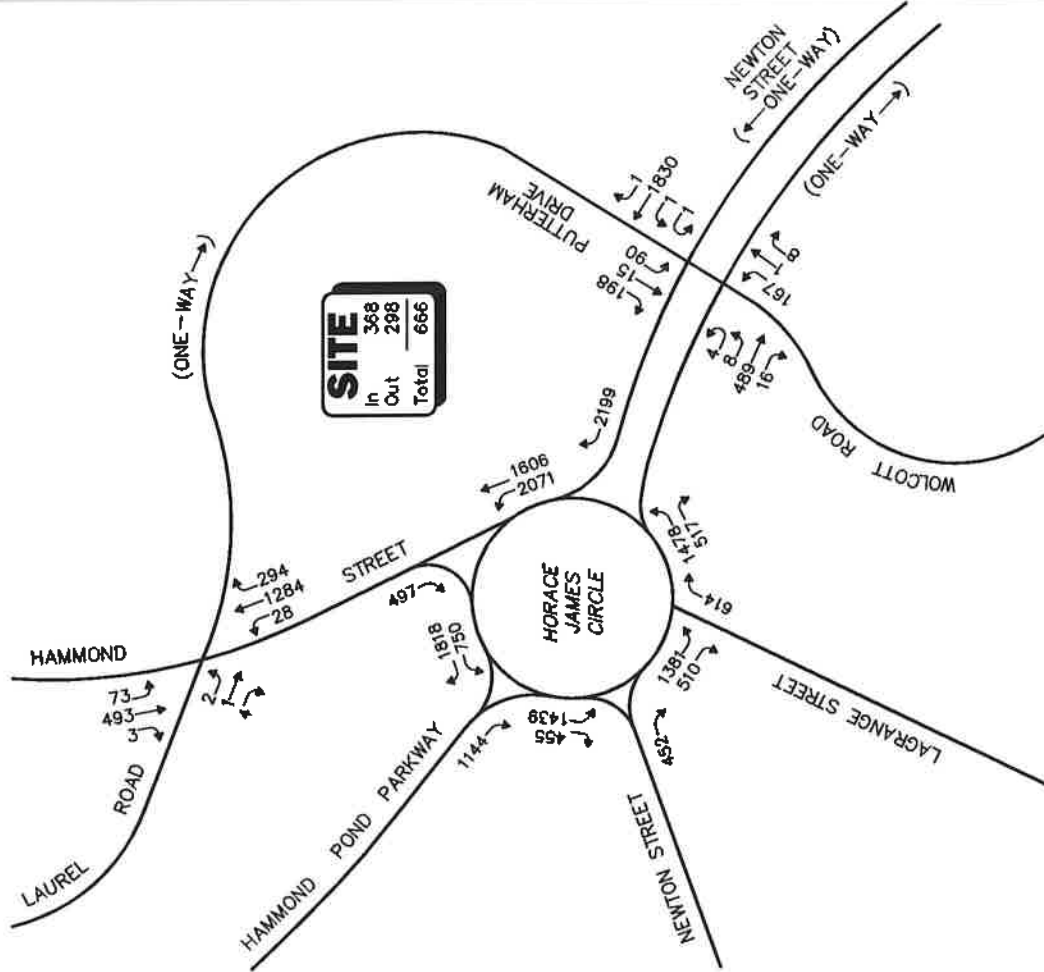 NEWTON
STREET
(←ONE-WAY)
(ONE-WAY→)
(ONE-WAY→)
PUTTERHAM
DRIVE
1
1830
1
1
90
15
198
8
1
167
4
8
489
16
SITE
In 368
Out 298
Total 666
2199
1606
2071
WOLCOTT ROAD
STREET
294
1284
28
497
HORACE
JAMES
CIRCLE
1478
517
614
HAMMOND
1818
750
1381
510
LAGRANGE STREET
73
493
3
2
1
4
ROAD
LAUREL
HAMMOND POND PARKWAY
1144
1439
455
452
NEWTON STREET